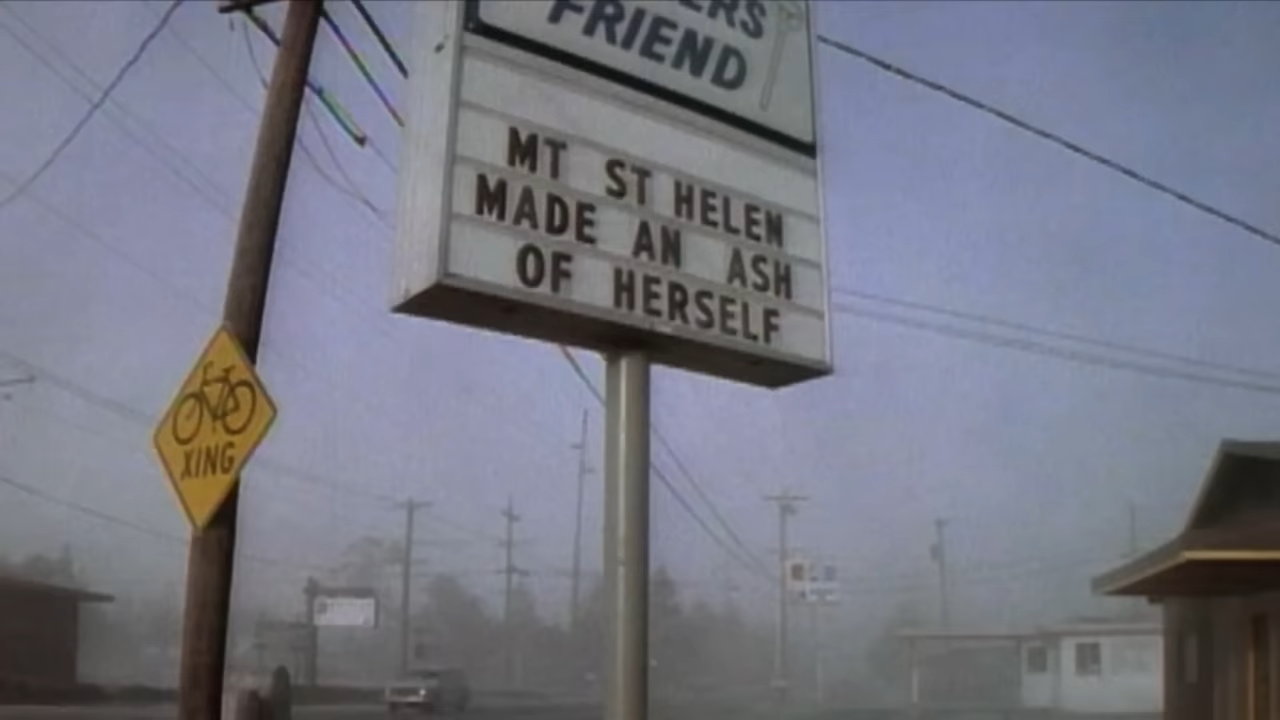 FRIEND
MT ST HELEN
MADE AN ASH
OF HERSELF
XING